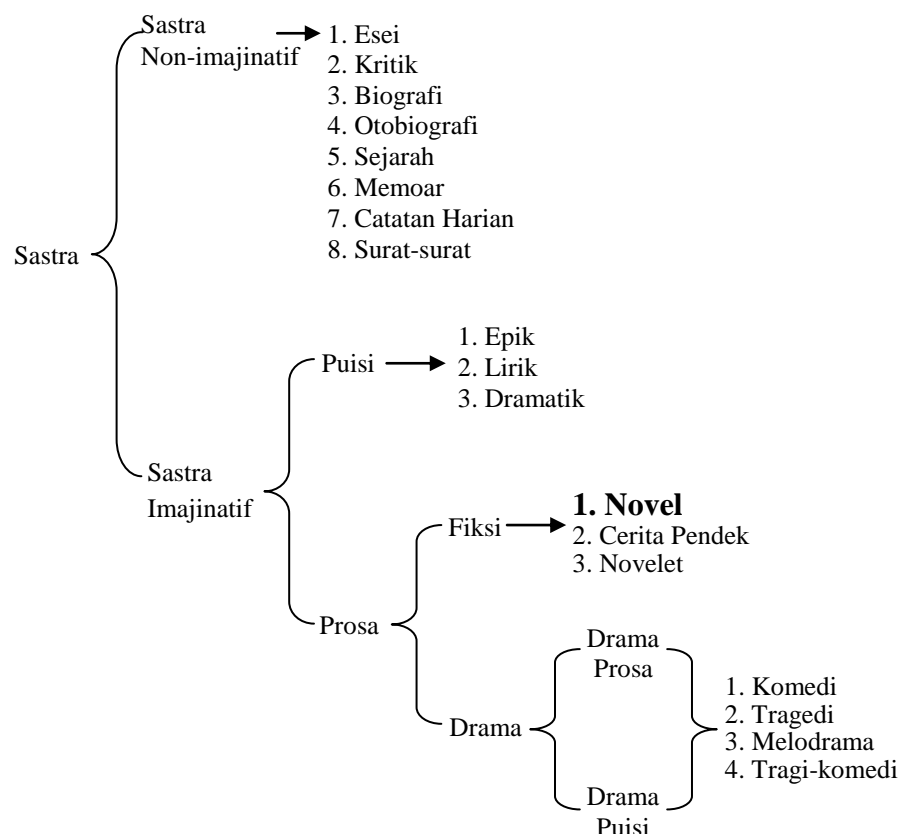 Sastra
Non-imajinatif
1. Esei
2. Kritik
3. Biografi
4. Otobiografi
5. Sejarah
6. Memoar
7. Catatan Harian
8. Surat-surat
Sastra
Puisi
1. Epik
2. Lirik
3. Dramatik
Sastra
Imajinatif
Fiksi
1. Novel
2. Cerita Pendek
3. Novelet
Prosa
Drama
Drama
Prosa
1. Komedi
2. Tragedi
3. Melodrama
4. Tragi-komedi
Drama
Puisi